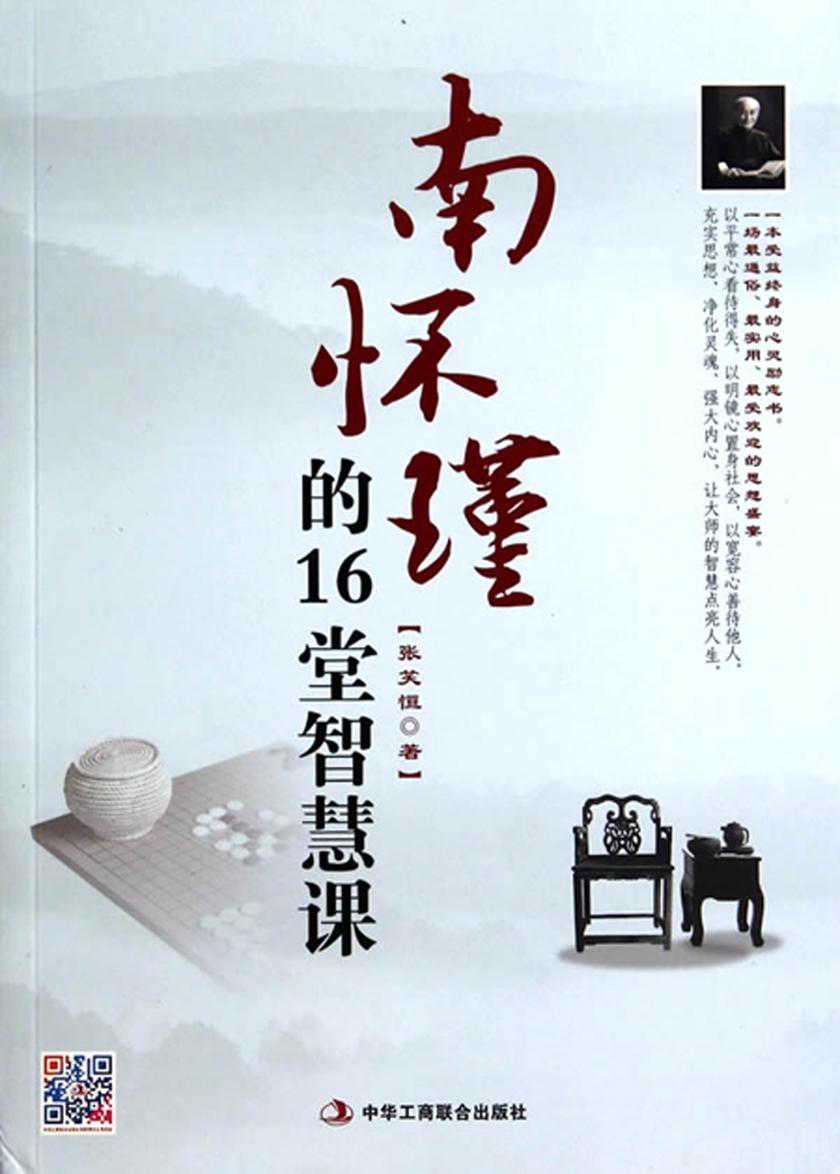 南怀瑾
的16堂智慧课
【张笑恒◎著】
一本受益终身的心灵励志书。
一场最通俗、最实用、最受欢迎的思想盛宴。
以平常心看待得失,以明镜心置身社会,以宽容心善待他人。
充实思想、净化灵魂、强大内心,让大师的智慧点亮人生。
中华工商联合出版社